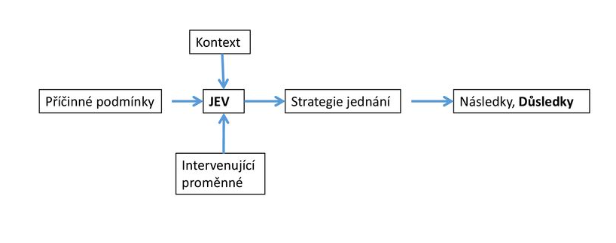 Kontext
Příčinné podmínky
JEV
Strategie jednání
Následky, Důsledky
Intervenující
proměnné